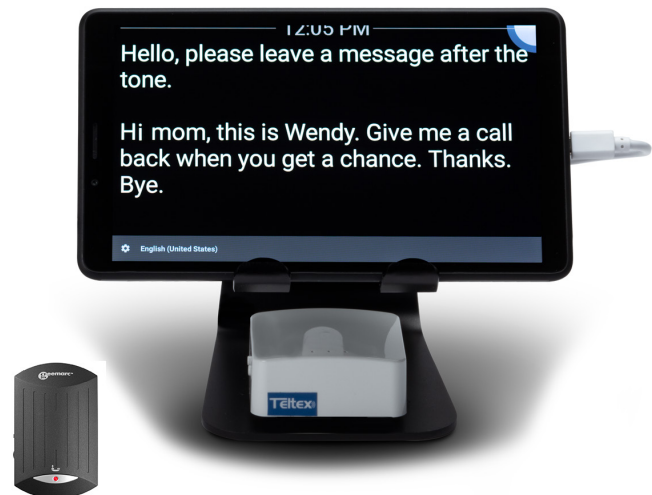 12:05 PM
Hello, please leave a message after the
tone.
Hi mom, this is Wendy. Give me a call
back when you get a chance. Thanks.
Bye.
English (United States)
Teltex
Geemarc